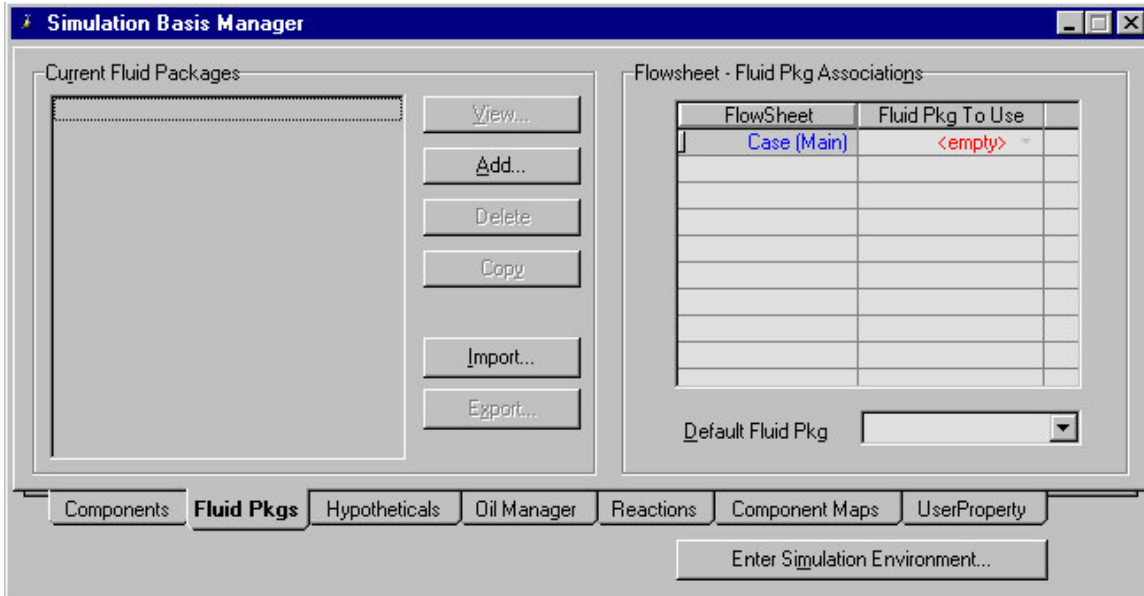 Simulation Basis Manager
Current Fluid Packages
View...
Add...
Delete
Copy
Import...
Export...
Flowsheet - Fluid Pkg Associations
FlowSheet Fluid Pkg To Use
Case (Main) <empty>
Default Fluid Pkg
Components Fluid Pkgs Hypotheticals Oil Manager Reactions Component Maps UserProperty
Enter Simulation Environment...